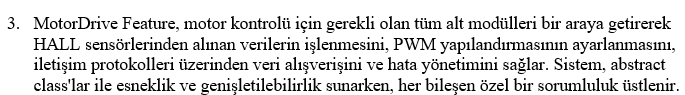 3. MotorDrive Feature, motor kontrolü için gerekli olan tüm alt modülleri bir araya getirerek
HALL sensörlerinden alınan verilerin işlenmesini, PWM yapılandırmasının ayarlanmasını,
iletişim protokolleri üzerinden veri alışverişini ve hata yönetimini sağlar. Sistem, abstract
class'lar ile esneklik ve genişletilebilirlik sunarken, her bileşen özel bir sorumluluk üstlenir.